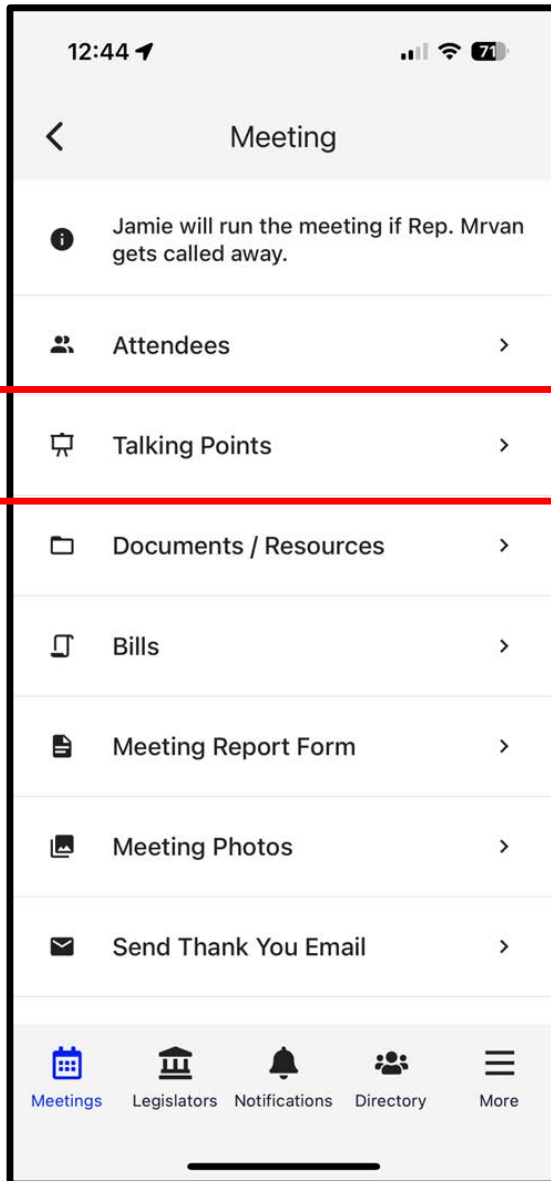 12:44
71
Meeting
Jamie will run the meeting if Rep. Mrvan
gets called away.
Attendees
Talking Points
Documents / Resources
Bills
Meeting Report Form
Meeting Photos
Send Thank You Email
Meetings
Legislators
Notifications
Directory
More